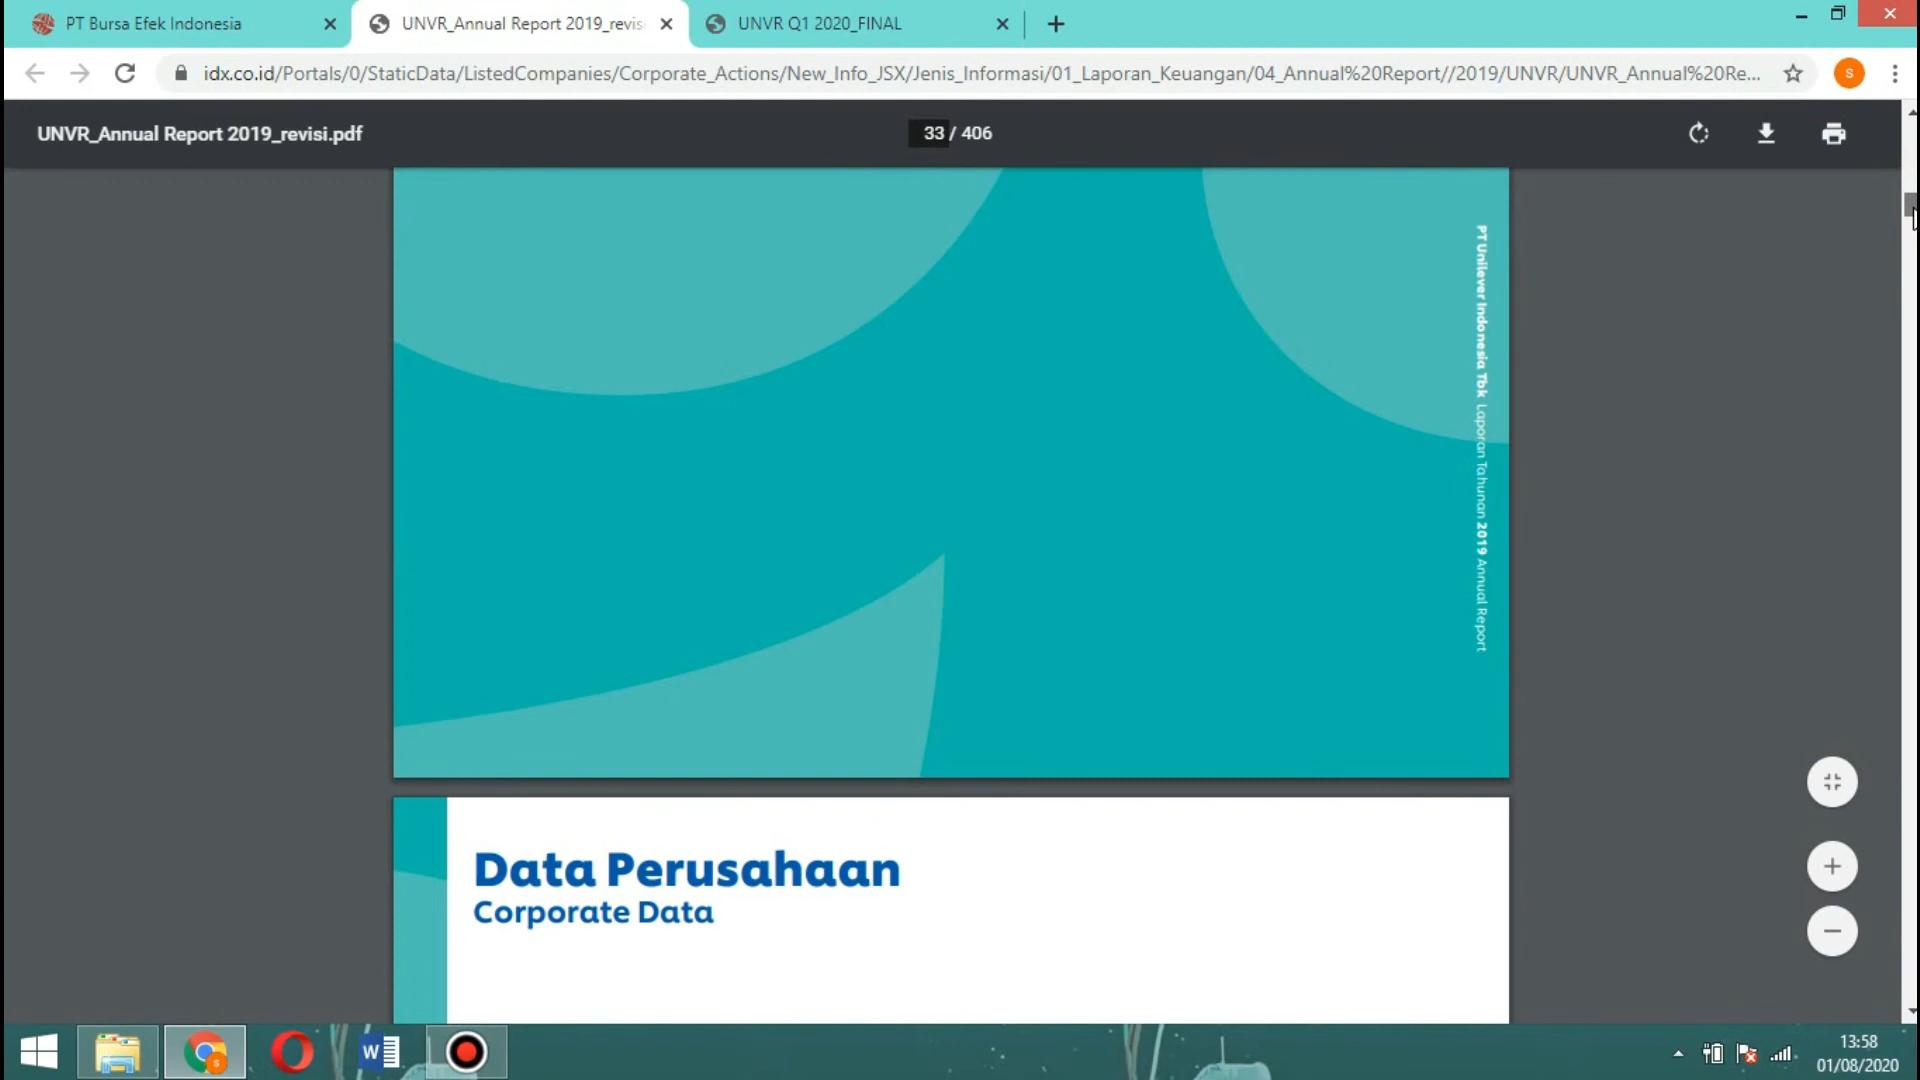 PT Bursa Efek Indonesia
UNVR_Annual Report 2019_revis
UNVR Q1 2020_FINAL
idx.co.id/Portals/0/StaticData/ListedCompanies/Corporate_Actions/New_Info_JSX/Jenis_Informasi/01_Laporan_Keuangan/04_Annual%20Report//2019/UNVR/UNVR_Annual%20Re...
S
UNVR_Annual Report 2019_revisi.pdf
33 / 406
PT Unilever Indonesia Tbk Laporan Tahunan 2019 Annual Report
Data Perusahaan
Corporate Data
S
W
13:58
01/08/2020